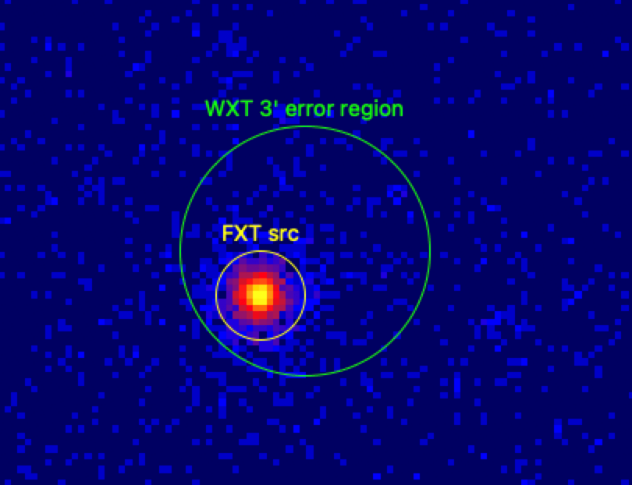 WXT 3' error region
FXT src